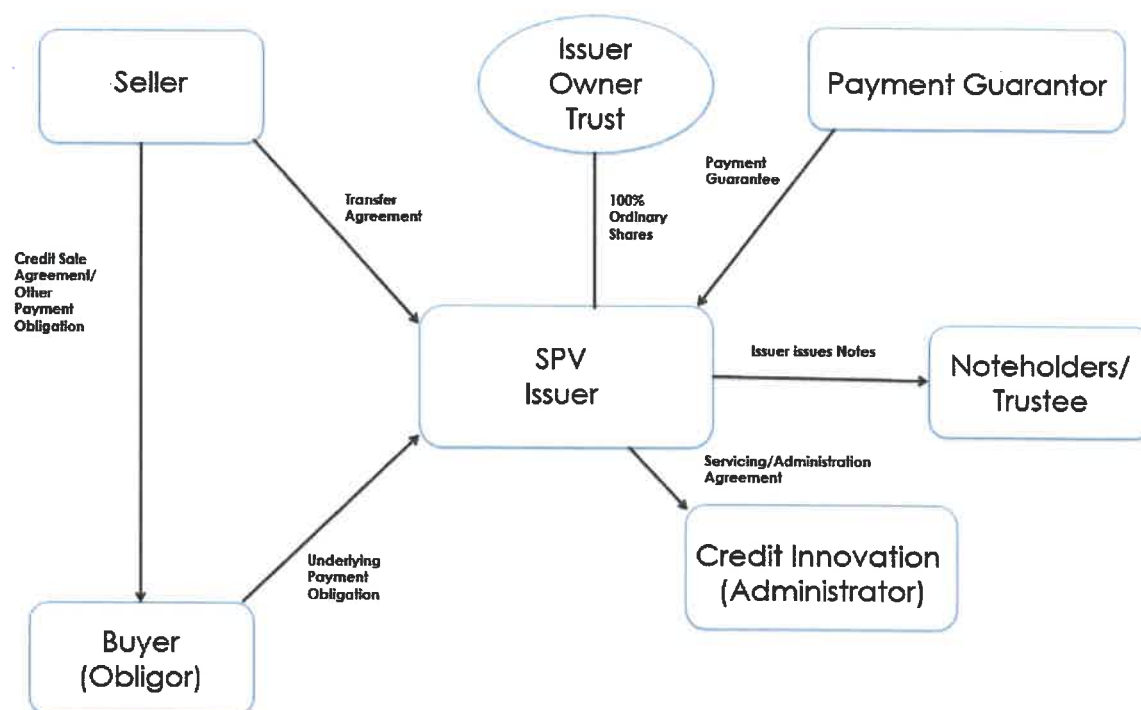 Seller
Issuer
Owner
Trust
Payment Guarantor
Transfer
Agreement
100%
Ordinary
Shares
Payment
Guarantee
Credit Sale
Agreement/
Other
Payment
Obligation
SPV
Issuer
Issuer issues Notes
Noteholders/
Trustee
Servicing/Administration
Agreement
Underlying
Payment
Obligation
Credit Innovation
(Administrator)
Buyer
(Obligor)